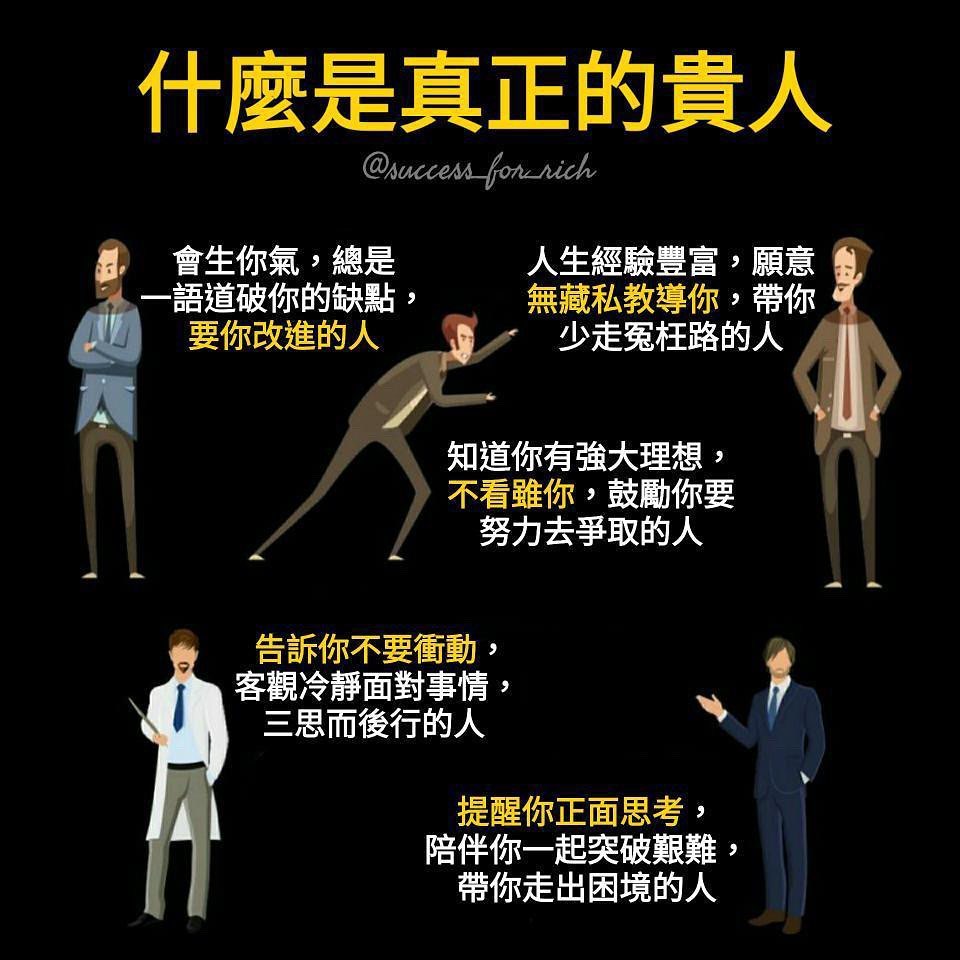 什麼是真正的貴人
@success_for_rich
會生你氣，總是
一語道破你的缺點，
要你改進的人
人生經驗豐富，願意
無藏私教導你，帶你
少走冤枉路的人
知道你有強大理想，
不看雖你，鼓勵你要
努力去爭取的人
告訴你不要衝動，
客觀冷靜面對事情，
三思而後行的人
提醒你正面思考，
陪伴你一起突破艱難，
帶你走出困境的人